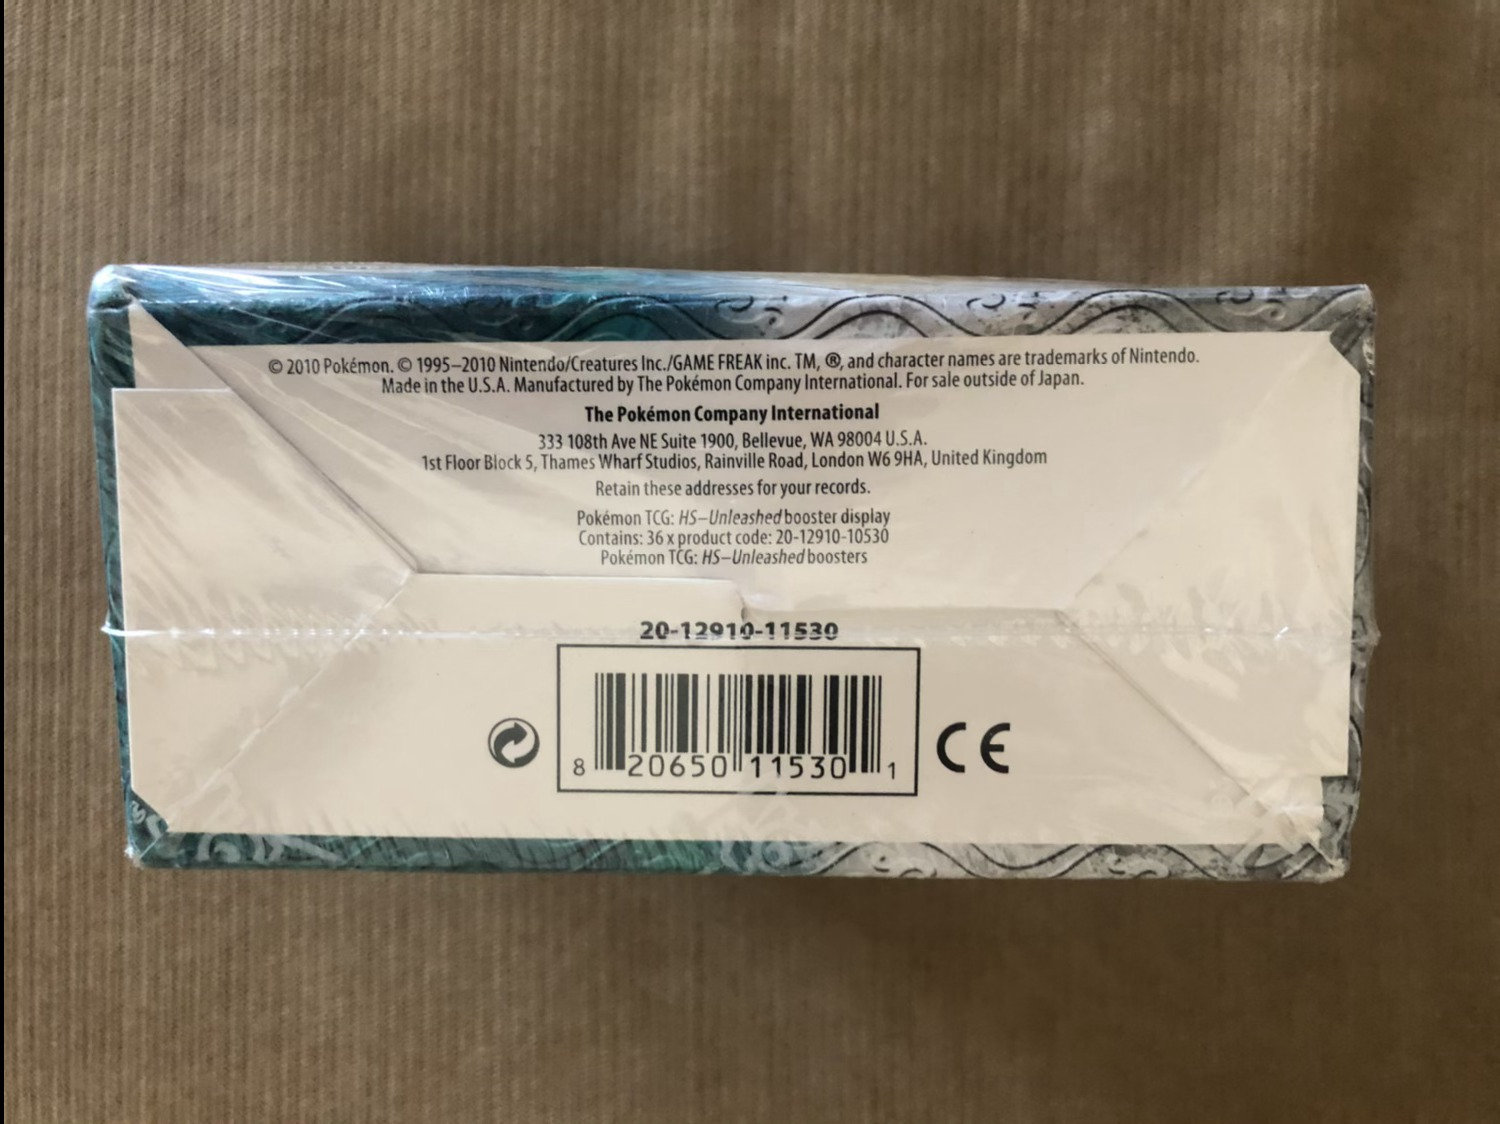 © 2010 Pokémon. © 1995–2010 Nintendo/Creatures Inc./GAME FREAK inc. TM, ®, and character names are trademarks of Nintendo.
Made in the U.S.A. Manufactured by The Pokémon Company International. For sale outside of Japan.
The Pokémon Company International
333 108th Ave NE Suite 1900, Bellevue, WA 98004 U.S.A.
1st Floor Block 5, Thames Wharf Studios, Rainville Road, London W6 9HA, United Kingdom
Retain these addresses for your records.
Pokémon TCG: HS–Unleashed booster display
Contains: 36 x product code: 20-12910-10530
Pokémon TCG: HS–Unleashed boosters
20-12910-11530
8 20650 11530 1
CE